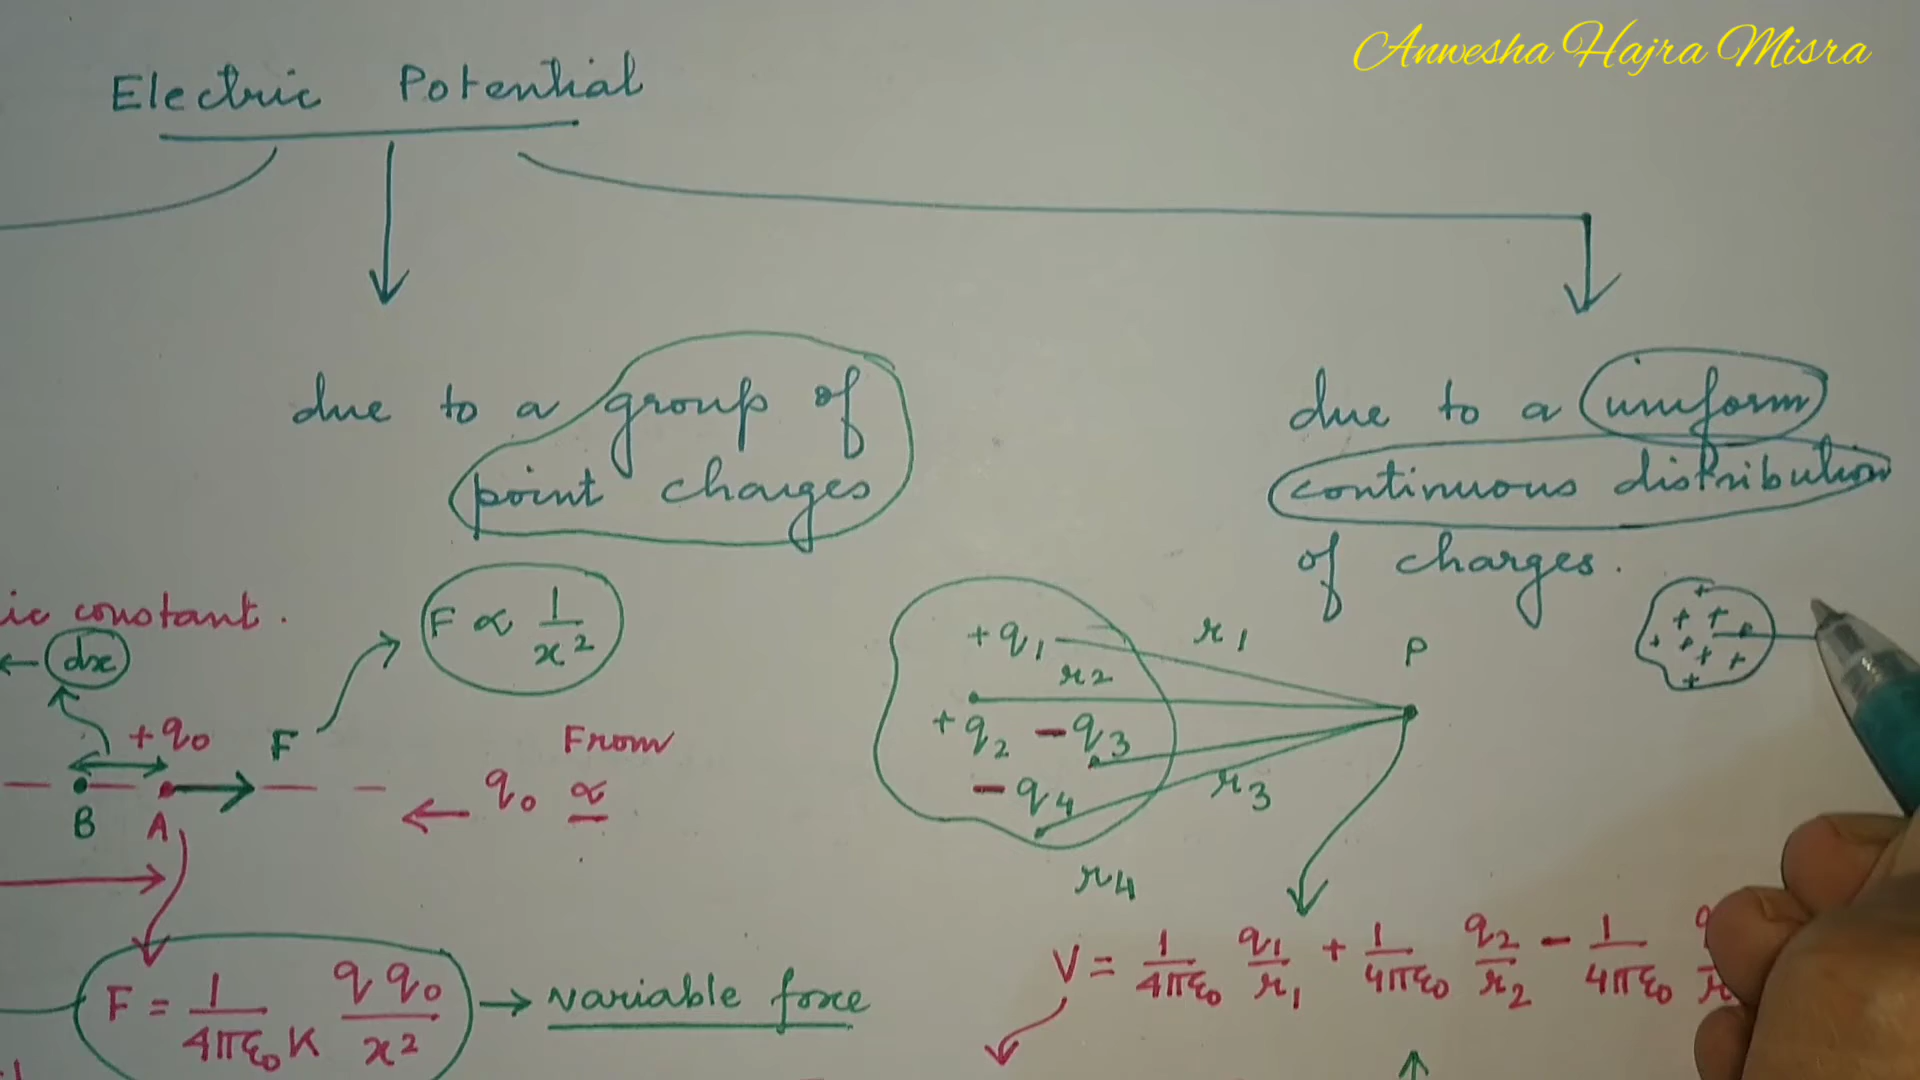 Anwesha Hajra Misra
Electric Potential
due to a group of
point charges
due to a uniform
continuous distribution
of charges.
ic constant.
dx
F ∝ 1/x²
+q₀
F
B
A
From
q₀ ∝
+q₁
r₁
r₂
+q₂
-q₃
-q₄
r₃
r₄
P
F = 1/4πε₀K qq₀/x² → variable force
V = 1/4πε₀ q₁/r₁ + 1/4πε₀ q₂/r₂ - 1/4πε₀